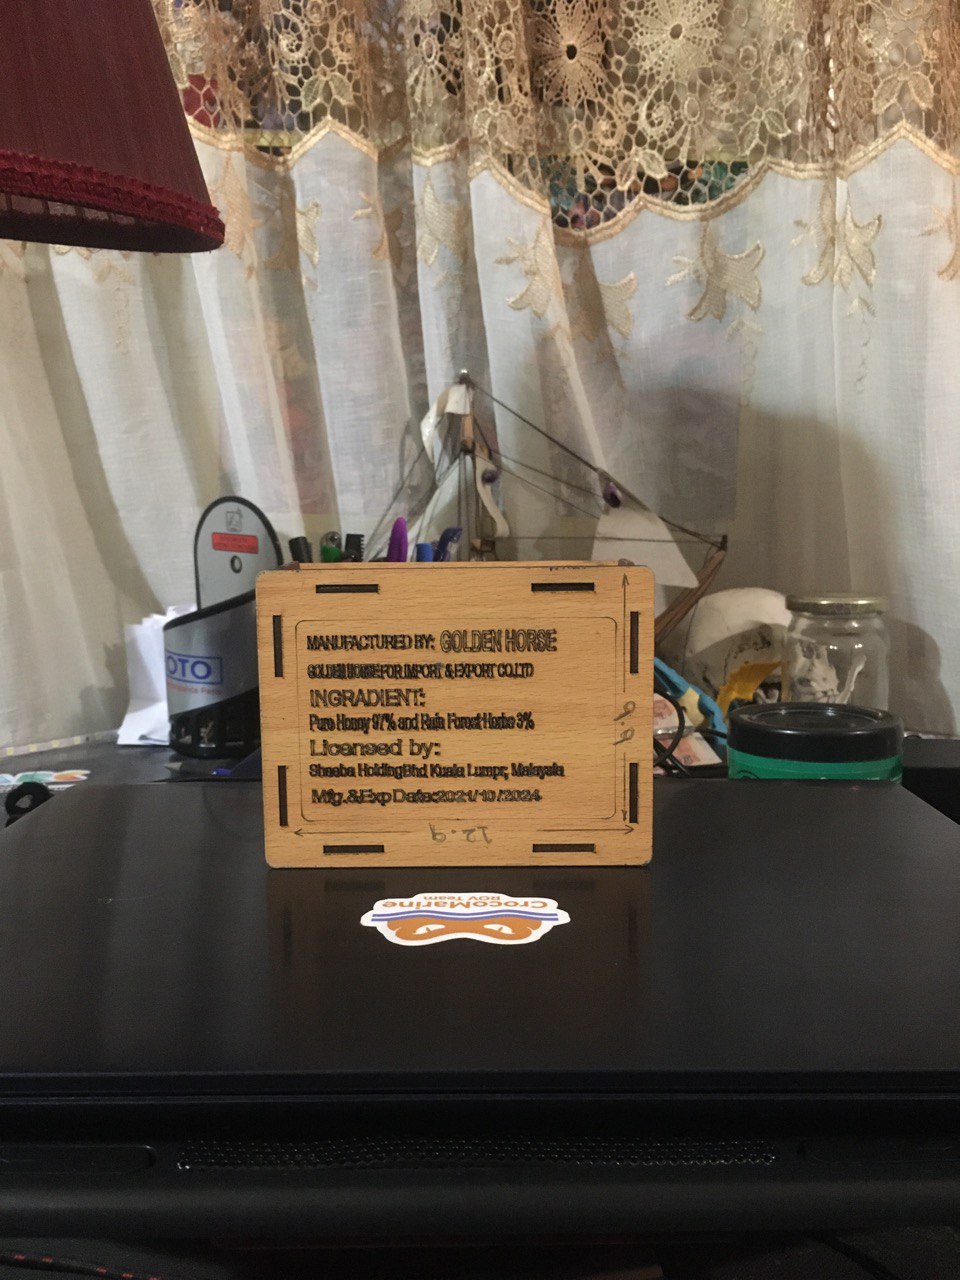 OTO
MANUFACTURED BY: GOLDEN HORSE
GOLDEN HORSE FOR IMPORT & EXPORT CO.LTD
INGRADIENT:
Pure Honey 97% and Rain Forest Herbs 3%
Licensed by:
Sheeba HoldingBhd Kuala Lumpr, Malaysia
Mfg.&Exp Date:2021/10/2024
9.9
12.9
CrocoMarine
ROV Team